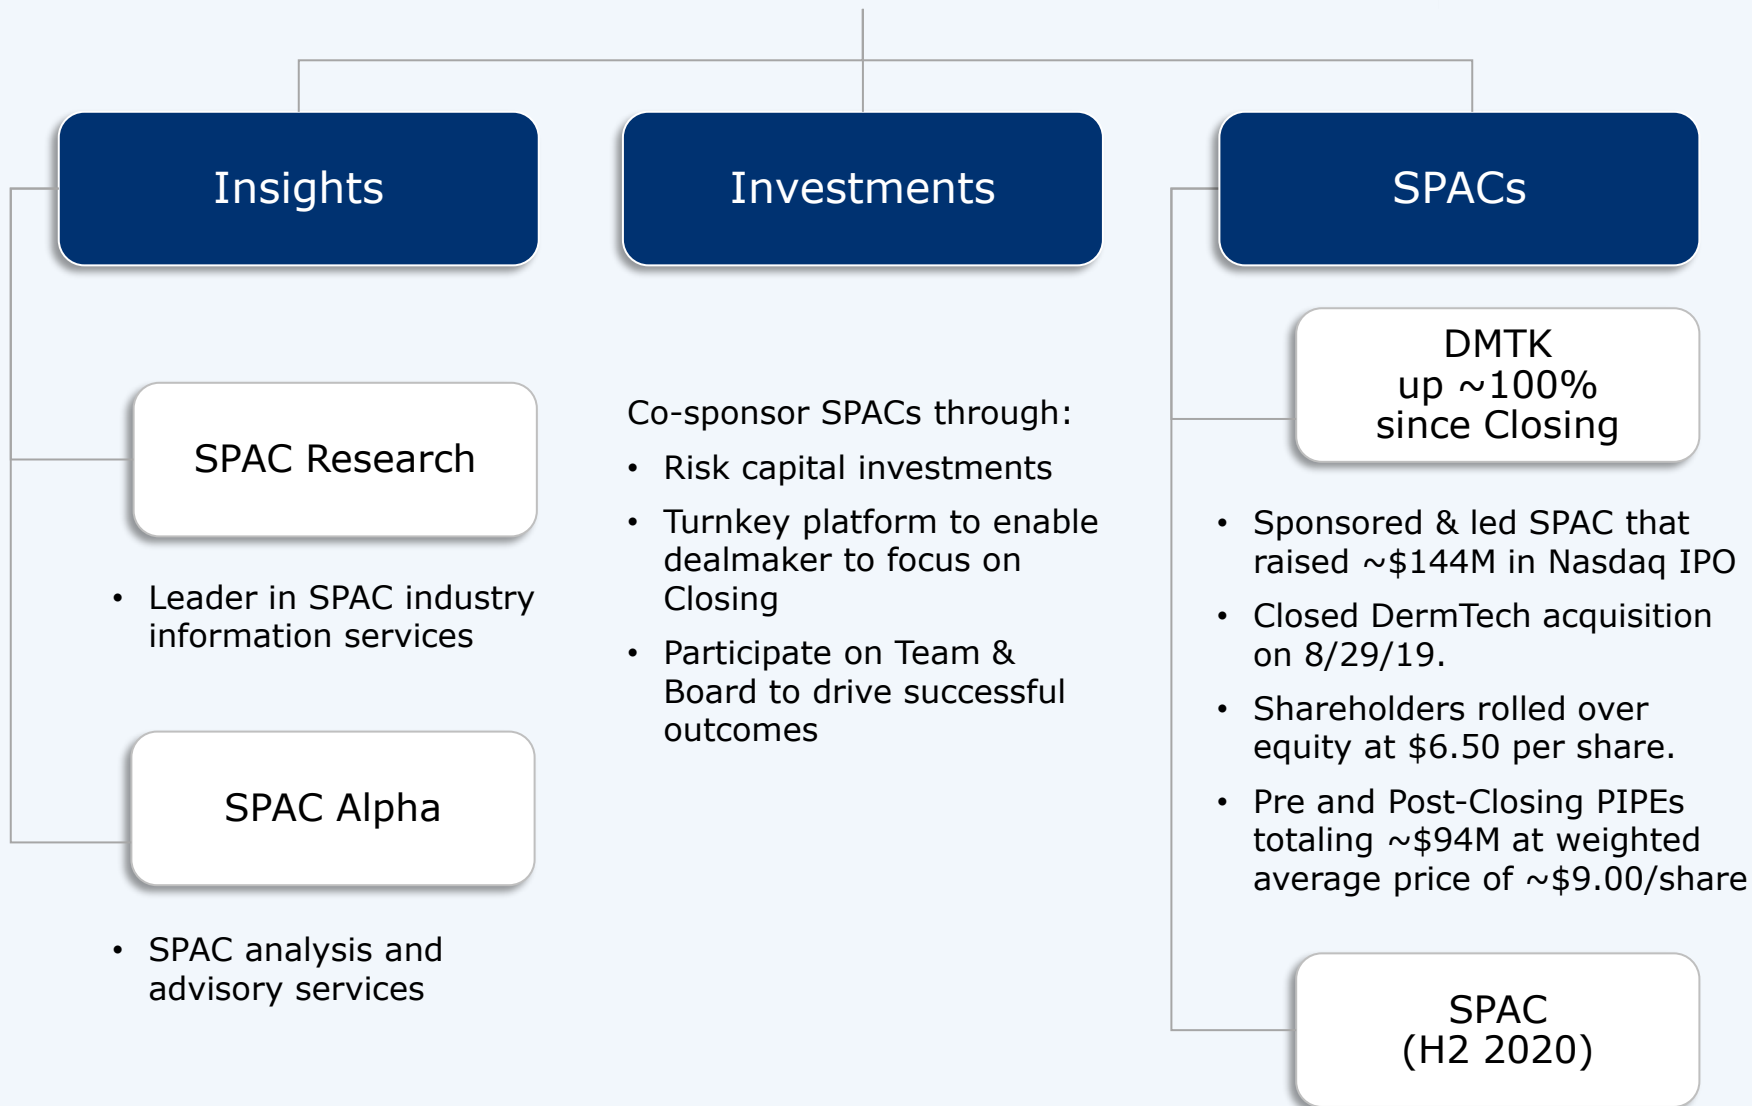 Insights
SPAC Research
• Leader in SPAC industry
information services
SPAC Alpha
• SPAC analysis and
advisory services
Investments
Co-sponsor SPACs through:
• Risk capital investments
• Turnkey platform to enable
dealmaker to focus on
Closing
• Participate on Team &
Board to drive successful
outcomes
SPACs
DMTK
up ~100%
since Closing
• Sponsored & led SPAC that
raised ~$144M in Nasdaq IPO
• Closed DermTech acquisition
on 8/29/19.
• Shareholders rolled over
equity at $6.50 per share.
• Pre and Post-Closing PIPEs
totaling ~$94M at weighted
average price of ~$9.00/share
SPAC
(H2 2020)